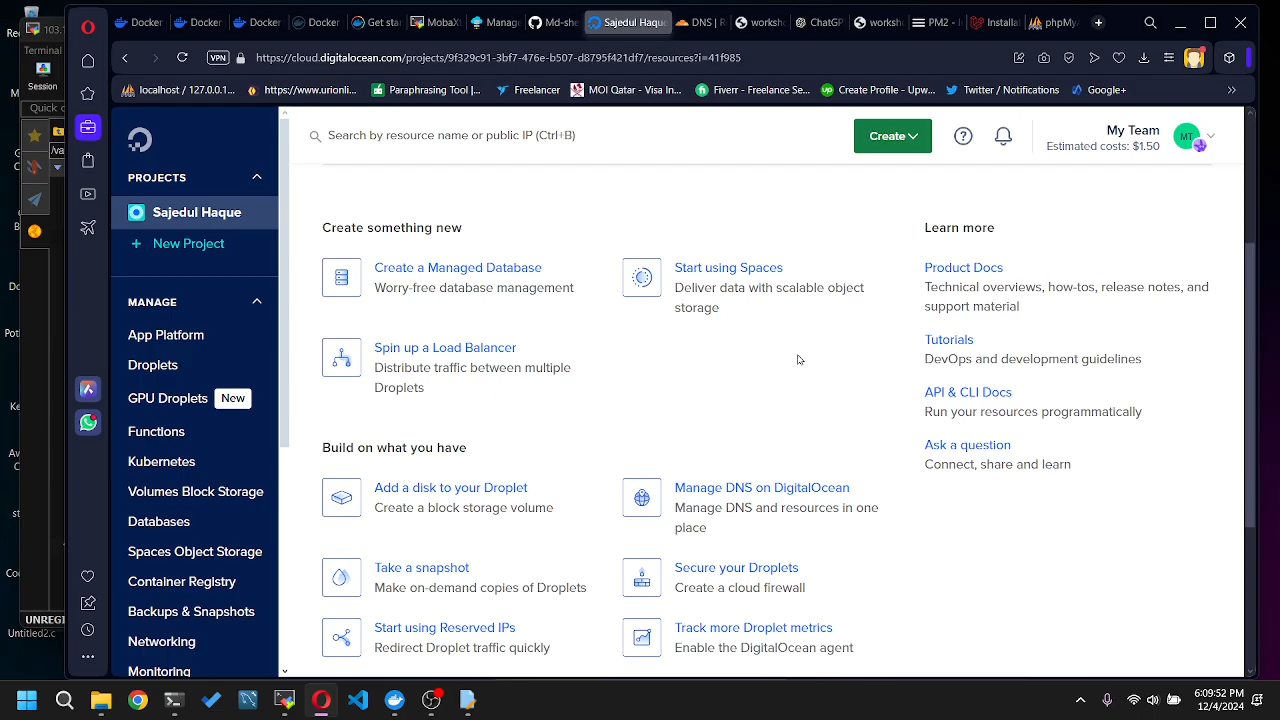 Docker
Docker
Docker
Docker
Get star
MobaXt
Manage
Md-she
Sajedul Haque
DNS | R
worksh
ChatGP
worksh
PM2 -
Installat
phpMy
VPN
https://cloud.digitalocean.com/projects/9f329c91-3bf7-476e-b507-d8795f421df7/resources?i=41f985
localhost / 127.0.0.1...
https://www.urionli...
Paraphrasing Tool |...
Freelancer
MOI Qatar - Visa In...
Fiverr - Freelance Se...
Create Profile - Upw...
Twitter / Notifications
Google+
103.
Terminal
Session
Quick c
/va
UNREGI
Untitled2.c
PROJECTS
Sajedul Haque
+ New Project
MANAGE
App Platform
Droplets
GPU Droplets New
Functions
Kubernetes
Volumes Block Storage
Databases
Spaces Object Storage
Container Registry
Backups & Snapshots
Networking
Monitoring
Search by resource name or public IP (Ctrl+B)
Create
My Team
Estimated costs: $1.50
MT
Create something new
Create a Managed Database
Worry-free database management
Start using Spaces
Deliver data with scalable object
storage
Spin up a Load Balancer
Distribute traffic between multiple
Droplets
Build on what you have
Add a disk to your Droplet
Create a block storage volume
Manage DNS on DigitalOcean
Manage DNS and resources in one
place
Take a snapshot
Make on-demand copies of Droplets
Secure your Droplets
Create a cloud firewall
Start using Reserved IPs
Redirect Droplet traffic quickly
Track more Droplet metrics
Enable the DigitalOcean agent
Learn more
Product Docs
Technical overviews, how-tos, release notes, and
support material
Tutorials
DevOps and development guidelines
API & CLI Docs
Run your resources programmatically
Ask a question
Connect, share and learn
6:09:52 PM
12/4/2024